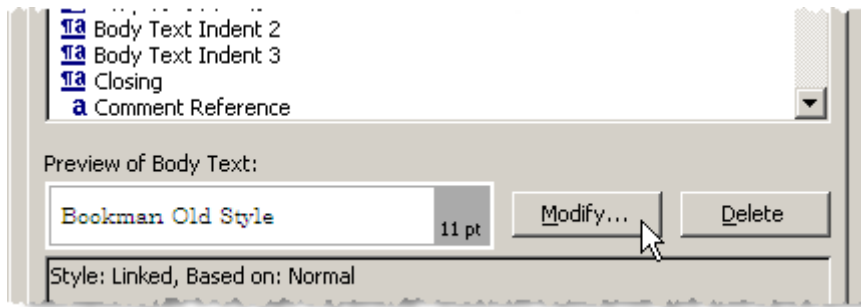 ¶a Body Text Indent 2
¶a Body Text Indent 3
¶a Closing
a Comment Reference
Preview of Body Text:
Bookman Old Style 11 pt
Modify... Delete
Style: Linked, Based on: Normal